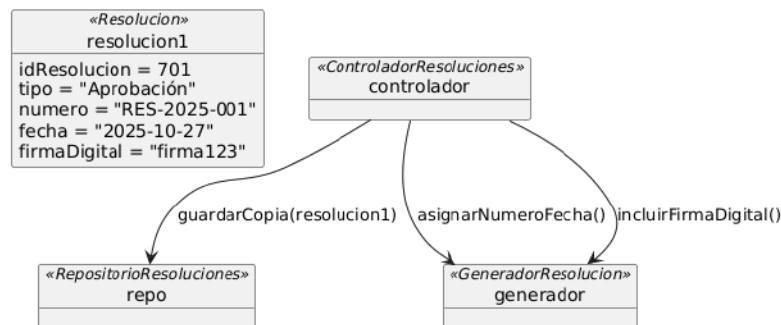 «Resolucion»
resolucion1
idResolucion = 701
tipo = "Aprobación"
numero = "RES-2025-001"
fecha = "2025-10-27"
firmaDigital = "firma123"
«ControladorResoluciones»
controlador
guardarCopia(resolucion1)
asignarNumeroFecha()
incluirFirmaDigital()
«RepositorioResoluciones»
repo
«GeneradorResolucion»
generador